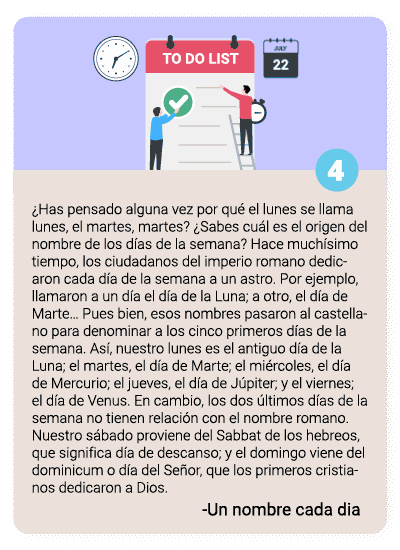 TO DO LIST
JULY
22
4
¿Has pensado alguna vez por qué el lunes se llama
lunes, el martes, martes? ¿Sabes cuál es el origen del
nombre de los días de la semana? Hace muchísimo
tiempo, los ciudadanos del imperio romano dedic-
aron cada día de la semana a un astro. Por ejemplo,
llamaron a un día el día de la Luna; a otro, el día de
Marte... Pues bien, esos nombres pasaron al castella-
no para denominar a los cinco primeros días de la
semana. Así, nuestro lunes es el antiguo día de la
Luna; el martes, el día de Marte; el miércoles, el día
de Mercurio; el jueves, el día de Júpiter; y el viernes;
el día de Venus. En cambio, los dos últimos días de la
semana no tienen relación con el nombre romano.
Nuestro sábado proviene del Sabbat de los hebreos,
que significa día de descanso; y el domingo viene del
dominicum o día del Señor, que los primeros cristia-
nos dedicaron a Dios.
-Un nombre cada dia